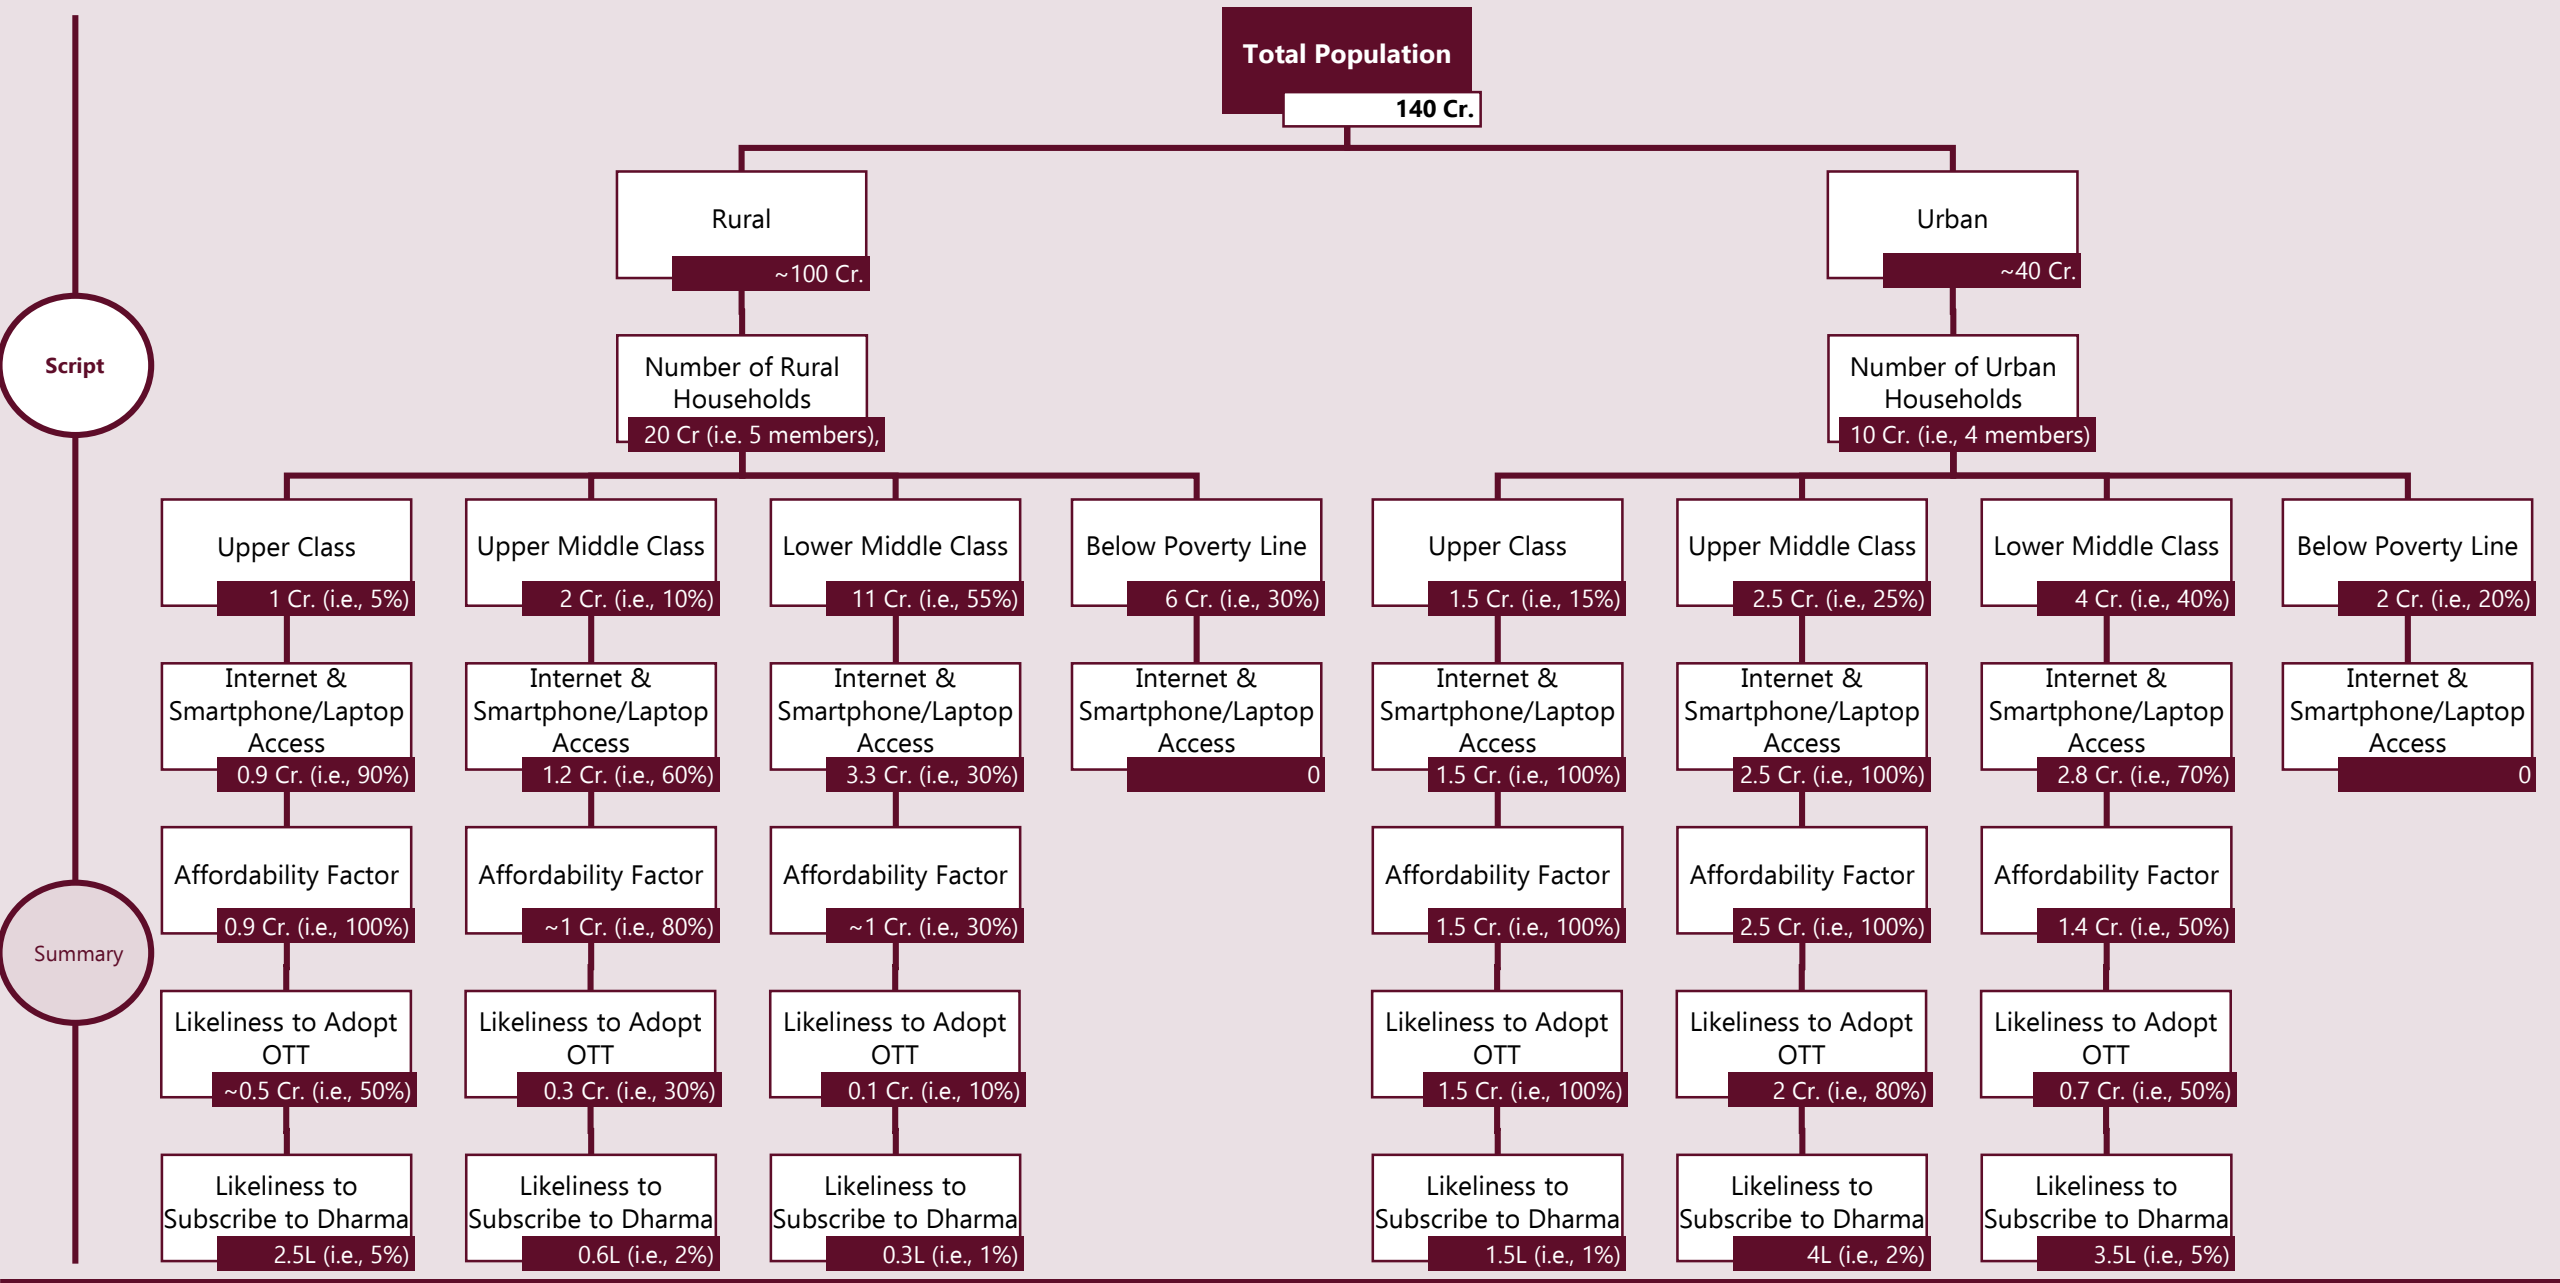 Total Population
140 Cr.
Rural
~100 Cr.
Urban
~40 Cr.
Script
Number of Rural
Households
20 Cr (i.e. 5 members),
Number of Urban
Households
10 Cr. (i.e., 4 members)
Upper Class
1 Cr. (i.e., 5%)
Upper Middle Class
2 Cr. (i.e., 10%)
Lower Middle Class
11 Cr. (i.e., 55%)
Below Poverty Line
6 Cr. (i.e., 30%)
Upper Class
1.5 Cr. (i.e., 15%)
Upper Middle Class
2.5 Cr. (i.e., 25%)
Lower Middle Class
4 Cr. (i.e., 40%)
Below Poverty Line
2 Cr. (i.e., 20%)
Internet &
Smartphone/Laptop
Access
0.9 Cr. (i.e., 90%)
Internet &
Smartphone/Laptop
Access
1.2 Cr. (i.e., 60%)
Internet &
Smartphone/Laptop
Access
3.3 Cr. (i.e., 30%)
Internet &
Smartphone/Laptop
Access
0
Internet &
Smartphone/Laptop
Access
1.5 Cr. (i.e., 100%)
Internet &
Smartphone/Laptop
Access
2.5 Cr. (i.e., 100%)
Internet &
Smartphone/Laptop
Access
2.8 Cr. (i.e., 70%)
Internet &
Smartphone/Laptop
Access
0
Affordability Factor
0.9 Cr. (i.e., 100%)
Affordability Factor
~1 Cr. (i.e., 80%)
Affordability Factor
~1 Cr. (i.e., 30%)
Affordability Factor
1.5 Cr. (i.e., 100%)
Affordability Factor
2.5 Cr. (i.e., 100%)
Affordability Factor
1.4 Cr. (i.e., 50%)
Summary
Likeliness to Adopt
OTT
~0.5 Cr. (i.e., 50%)
Likeliness to Adopt
OTT
0.3 Cr. (i.e., 30%)
Likeliness to Adopt
OTT
0.1 Cr. (i.e., 10%)
Likeliness to Adopt
OTT
1.5 Cr. (i.e., 100%)
Likeliness to Adopt
OTT
2 Cr. (i.e., 80%)
Likeliness to Adopt
OTT
0.7 Cr. (i.e., 50%)
Likeliness to
Subscribe to Dharma
2.5L (i.e., 5%)
Likeliness to
Subscribe to Dharma
0.6L (i.e., 2%)
Likeliness to
Subscribe to Dharma
0.3L (i.e., 1%)
Likeliness to
Subscribe to Dharma
1.5L (i.e., 1%)
Likeliness to
Subscribe to Dharma
4L (i.e., 2%)
Likeliness to
Subscribe to Dharma
3.5L (i.e., 5%)